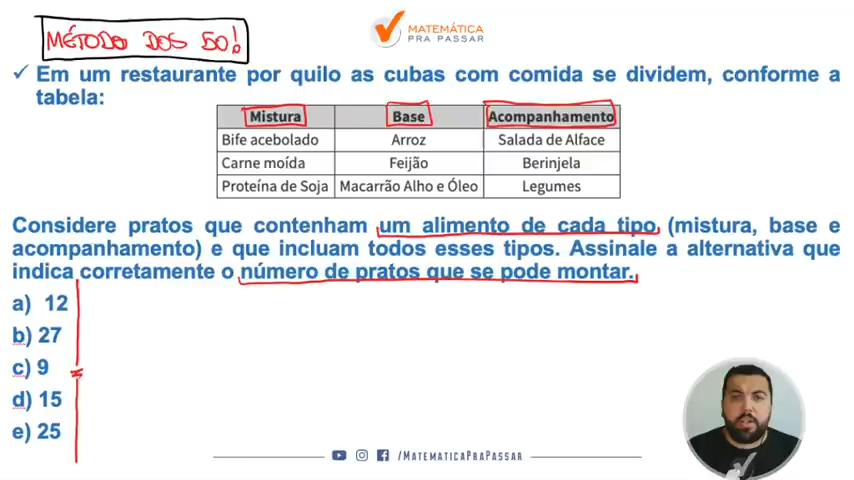 MÉTODO DOS 50!
MATEMÁTICA
PRA PASSAR
✓ Em um restaurante por quilo as cubas com comida se dividem, conforme a
tabela:
Mistura Base Acompanhamento
Bife acebolado Arroz Salada de Alface
Carne moída Feijão Berinjela
Proteína de Soja Macarrão Alho e Óleo Legumes
Considere pratos que contenham um alimento de cada tipo (mistura, base e
acompanhamento) e que incluam todos esses tipos. Assinale a alternativa que
indica corretamente o número de pratos que se pode montar.
a) 12
b) 27
c) 9
d) 15
e) 25
/MATEMATICAPRAPASSAR